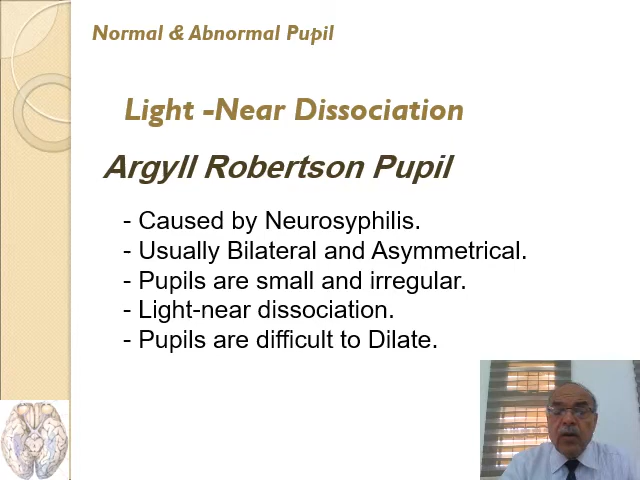 Normal & Abnormal Pupil
Light -Near Dissociation
Argyll Robertson Pupil
- Caused by Neurosyphilis.
- Usually Bilateral and Asymmetrical.
- Pupils are small and irregular.
- Light-near dissociation.
- Pupils are difficult to Dilate.